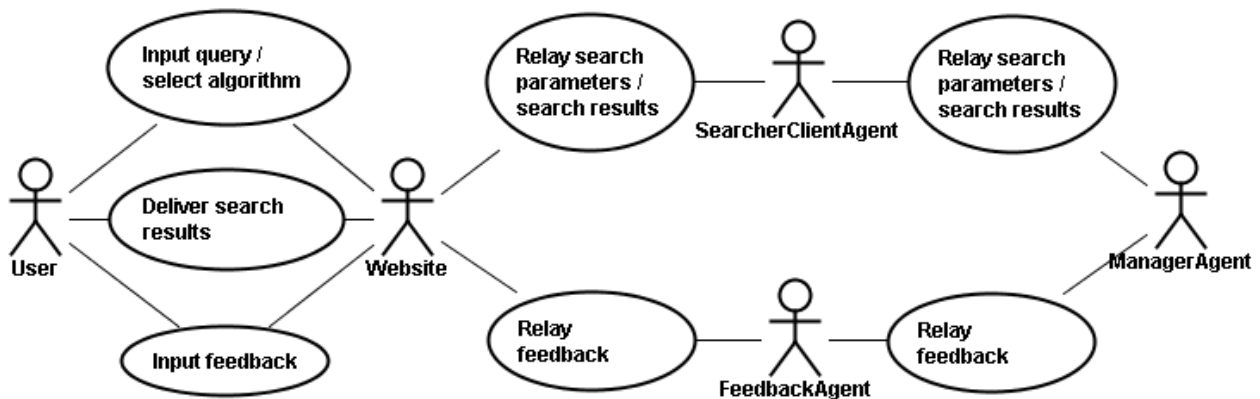 Input query /
select algorithm
Relay search
parameters /
search results
SearcherClientAgent
Relay search
parameters /
search results
User
Deliver search
results
Website
ManagerAgent
Input feedback
Relay
feedback
FeedbackAgent
Relay
feedback